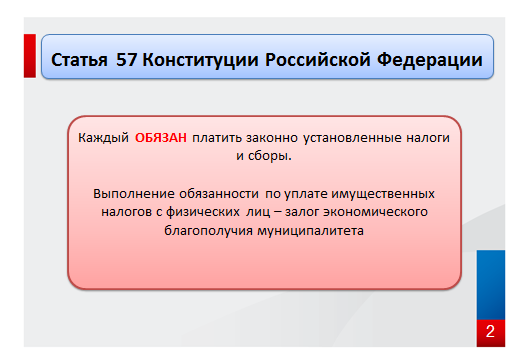 Статья 57 Конституции Российской Федерации
Каждый ОБЯЗАН платить законно установленные налоги
и сборы.
Выполнение обязанности по уплате имущественных
налогов с физических лиц – залог экономического
благополучия муниципалитета
2